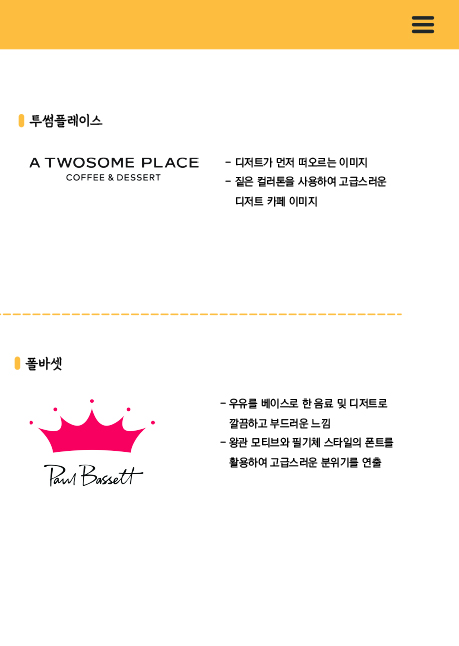 투썸플레이스
A TWOSOME PLACE
COFFEE & DESSERT
- 디저트가 먼저 떠오르는 이미지
- 짙은 컬러톤을 사용하여 고급스러운
디저트 카페 이미지
폴바셋
Paul Bassett
- 우유를 베이스로 한 음료 및 디저트로
깔끔하고 부드러운 느낌
- 왕관 모티브와 필기체 스타일의 폰트를
활용하여 고급스러운 분위기를 연출